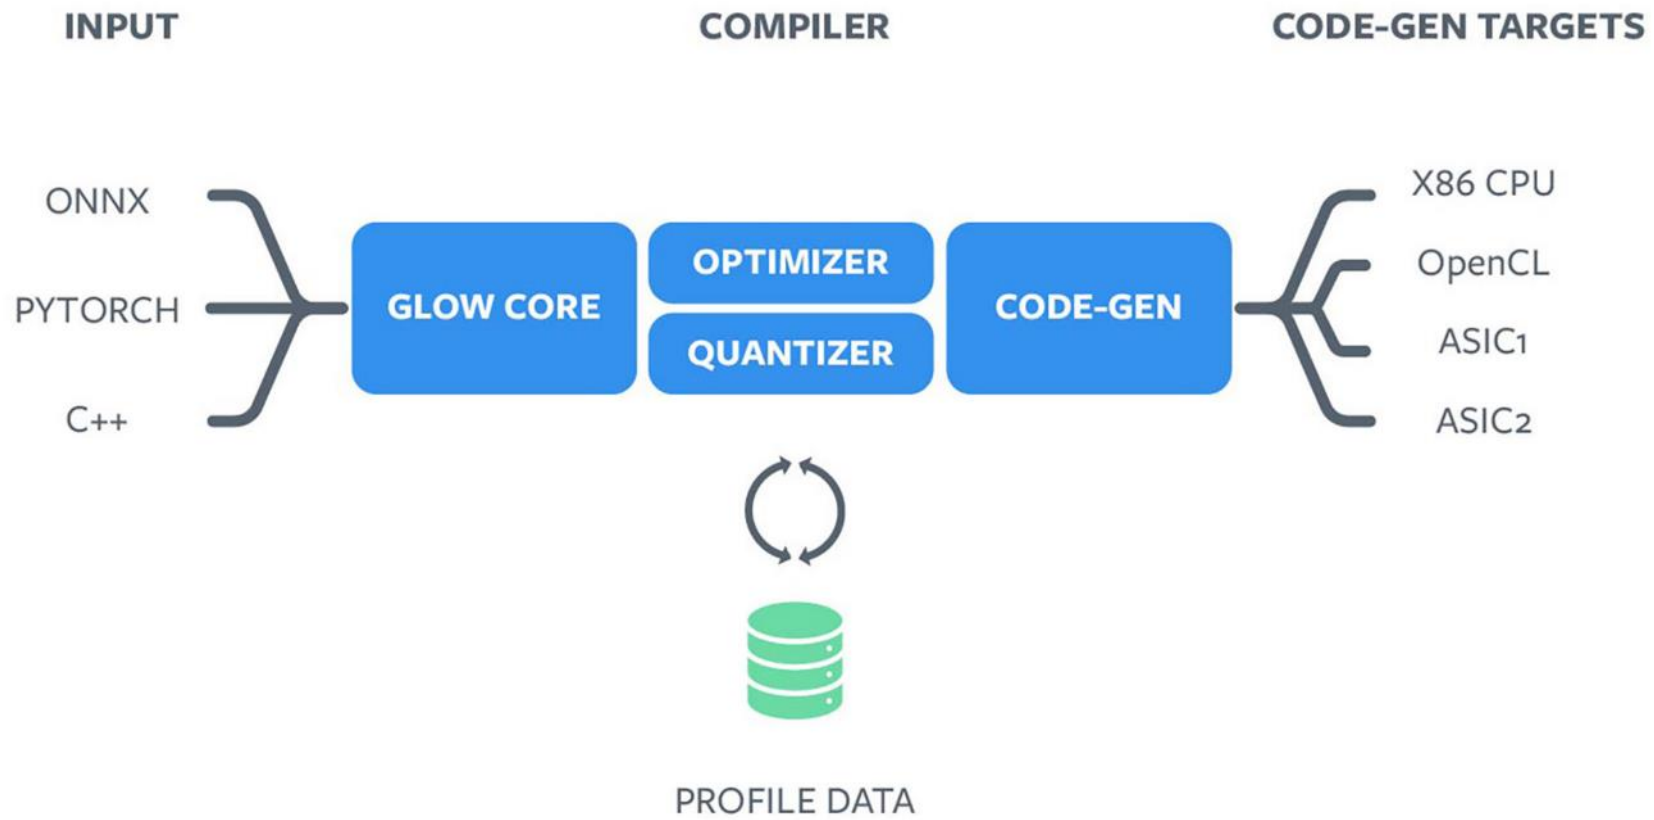 INPUT
COMPILER
CODE-GEN TARGETS
ONNX
PYTORCH
C++
GLOW CORE
OPTIMIZER
QUANTIZER
CODE-GEN
X86 CPU
OpenCL
ASIC1
ASIC2
PROFILE DATA